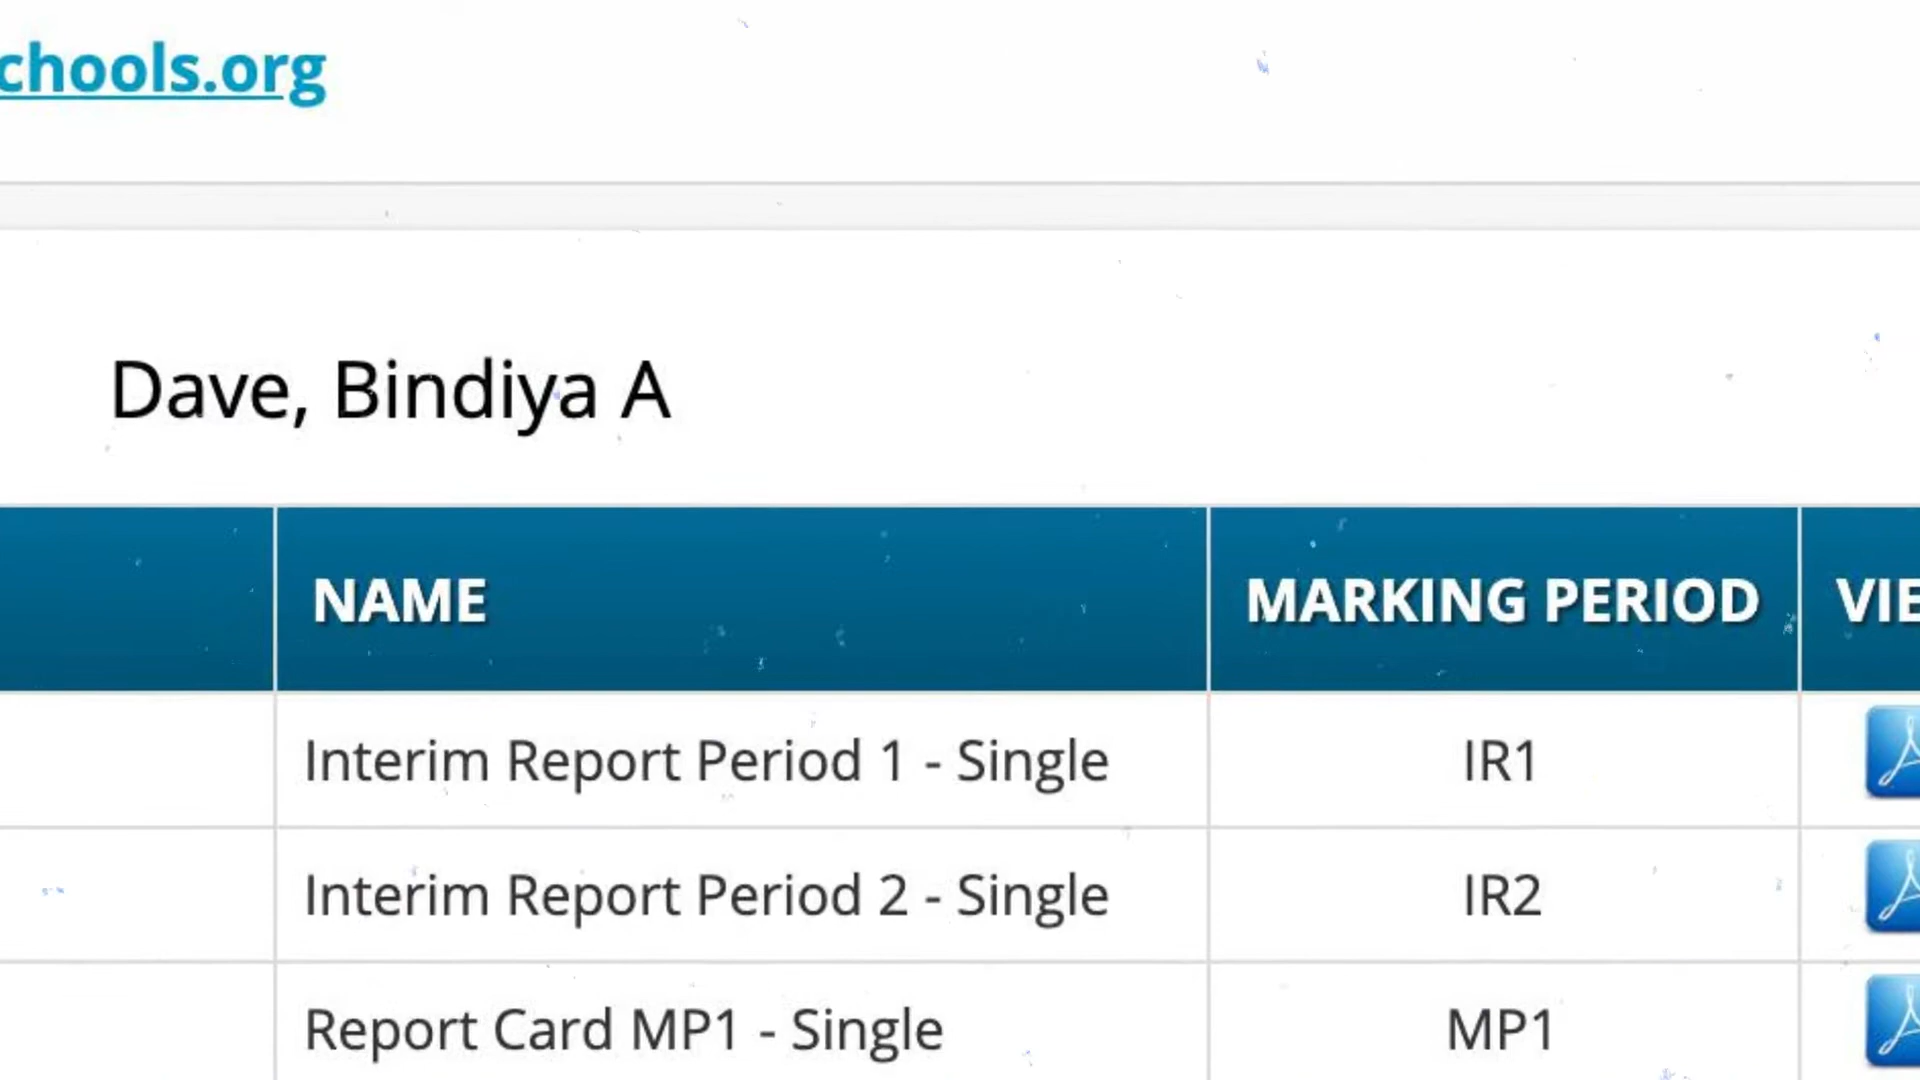 chools.org
Dave, Bindiya A
NAME MARKING PERIOD VIE
Interim Report Period 1 - Single IR1
Interim Report Period 2 - Single IR2
Report Card MP1 - Single MP1